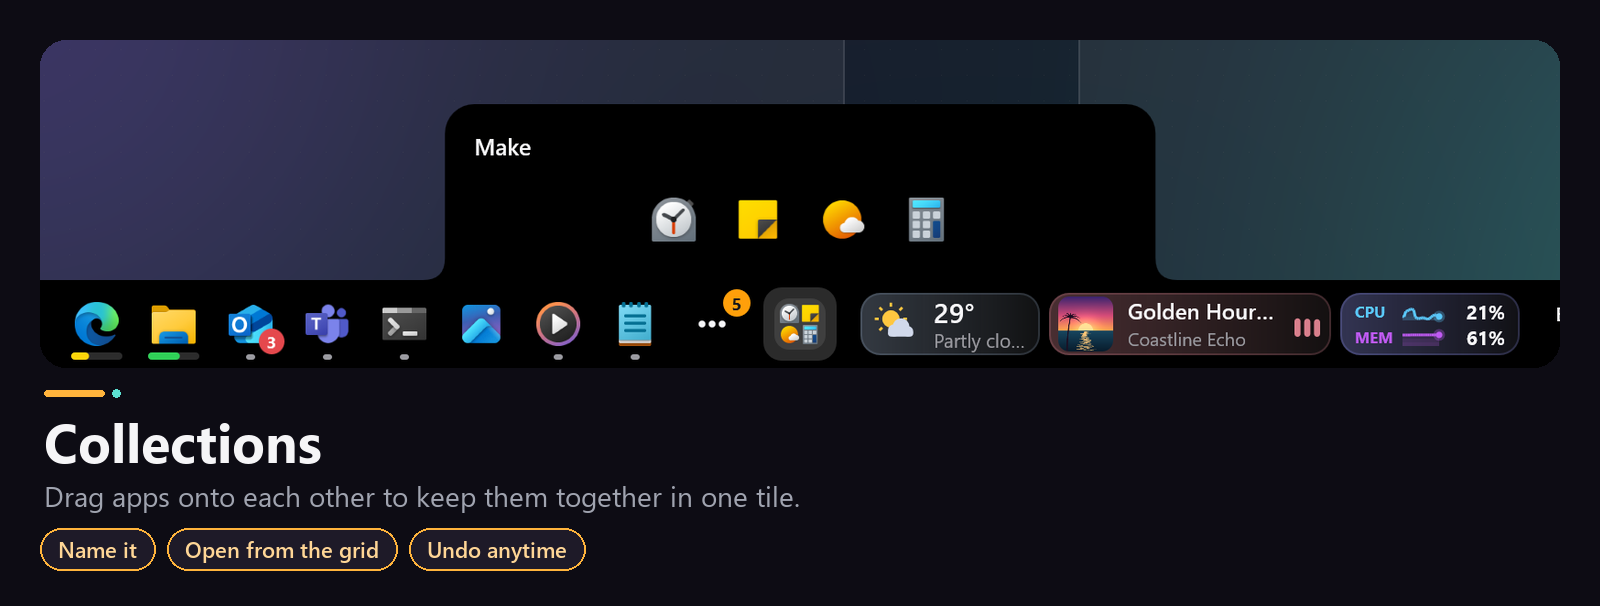 Make
5
3
29°
Partly clo...
Golden Hour...
Coastline Echo
CPU 21%
MEM 61%
Collections
Drag apps onto each other to keep them together in one tile.
Name it
Open from the grid
Undo anytime